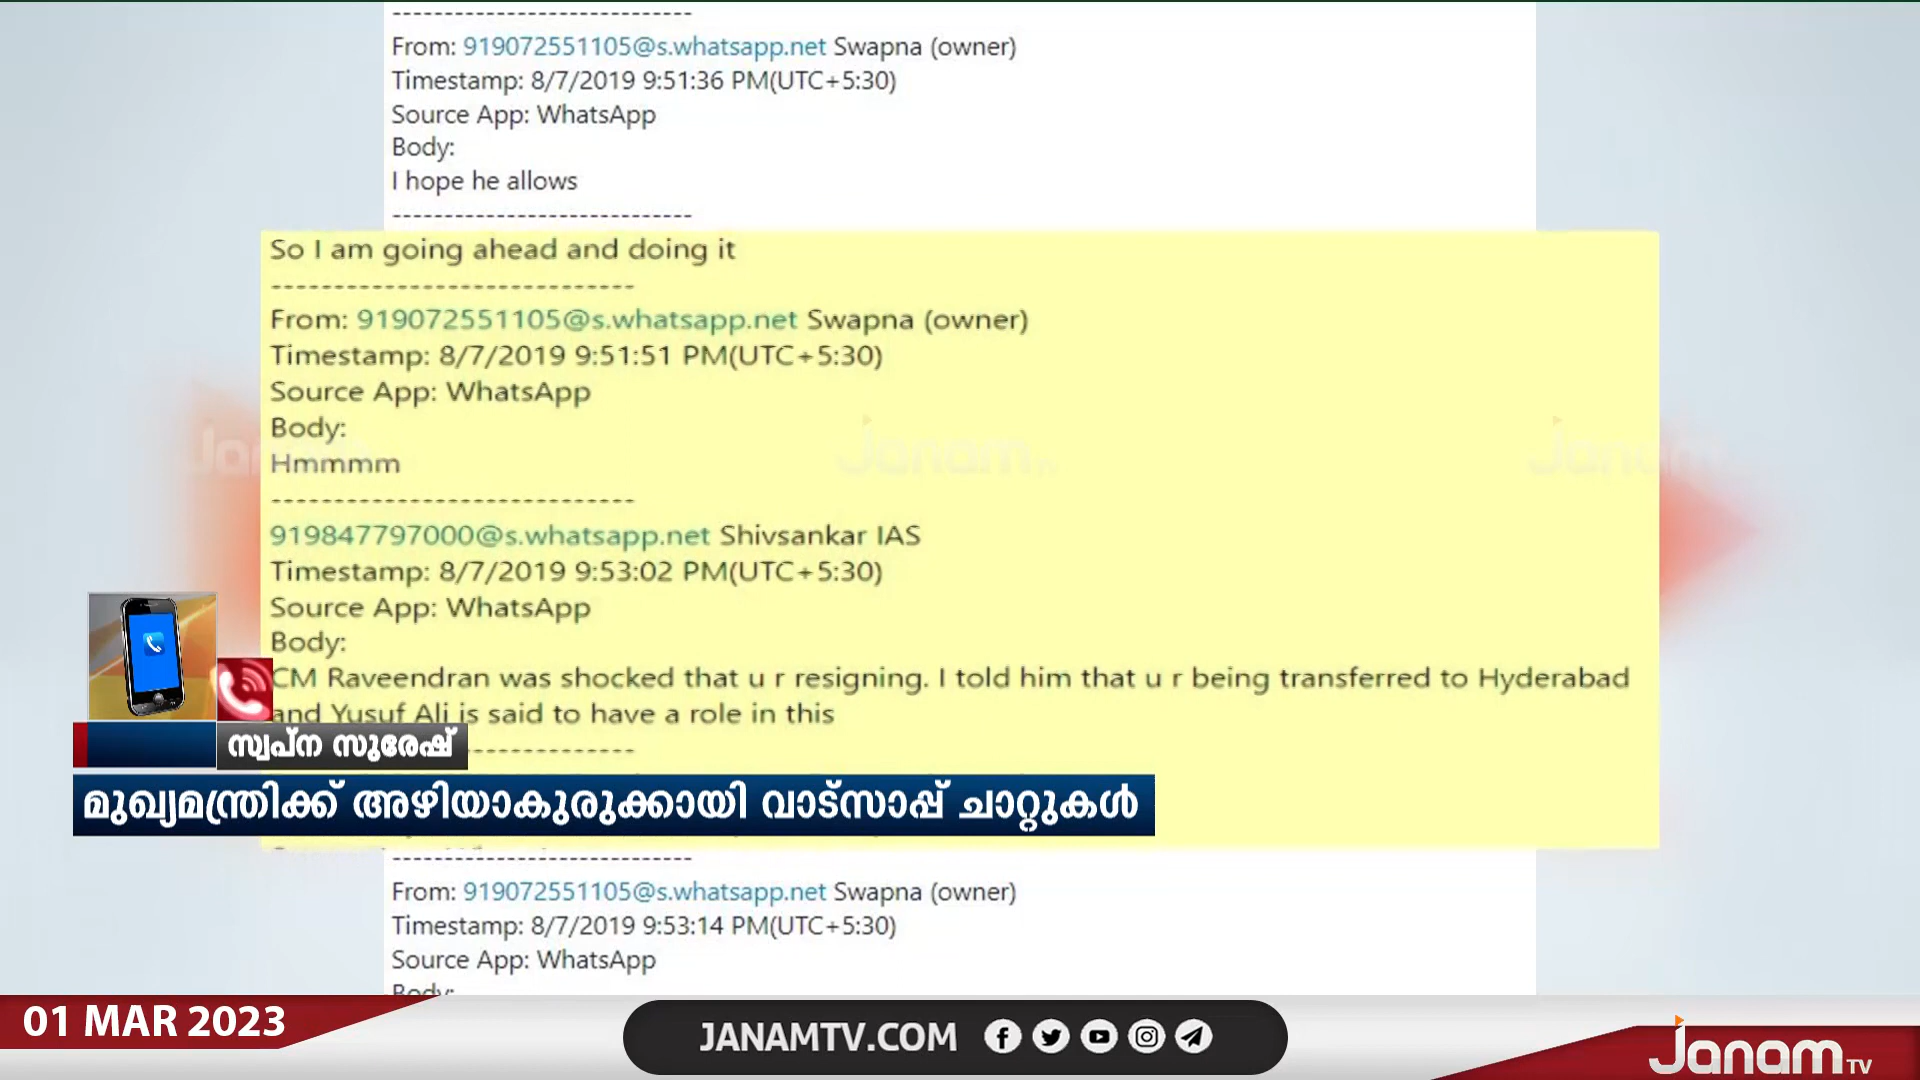 ----------------------------
From: 919072551105@s.whatsapp.net Swapna (owner)
Timestamp: 8/7/2019 9:51:36 PM(UTC+5:30)
Source App: WhatsApp
Body:
I hope he allows
----------------------------
So I am going ahead and doing it
----------------------------
From: 919072551105@s.whatsapp.net Swapna (owner)
Timestamp: 8/7/2019 9:51:51 PM(UTC+5:30)
Source App: WhatsApp
Body:
Hmmmm
----------------------------
919847797000@s.whatsapp.net Shivsankar IAS
Timestamp: 8/7/2019 9:53:02 PM(UTC+5:30)
Source App: WhatsApp
Body:
CM Raveendran was shocked that u r resigning. I told him that u r being transferred to Hyderabad
and Yusuf Ali is said to have a role in this
സ്വപ്ന സുരേഷ്
മുഖ്യമന്ത്രിക്ക് അഴിയാകുരുക്കായി വാട്സാപ്പ് ചാറ്റുകൾ
----------------------------
From: 919072551105@s.whatsapp.net Swapna (owner)
Timestamp: 8/7/2019 9:53:14 PM(UTC+5:30)
Source App: WhatsApp
Body:
01 MAR 2023
JANAMTV.COM
Janam TV